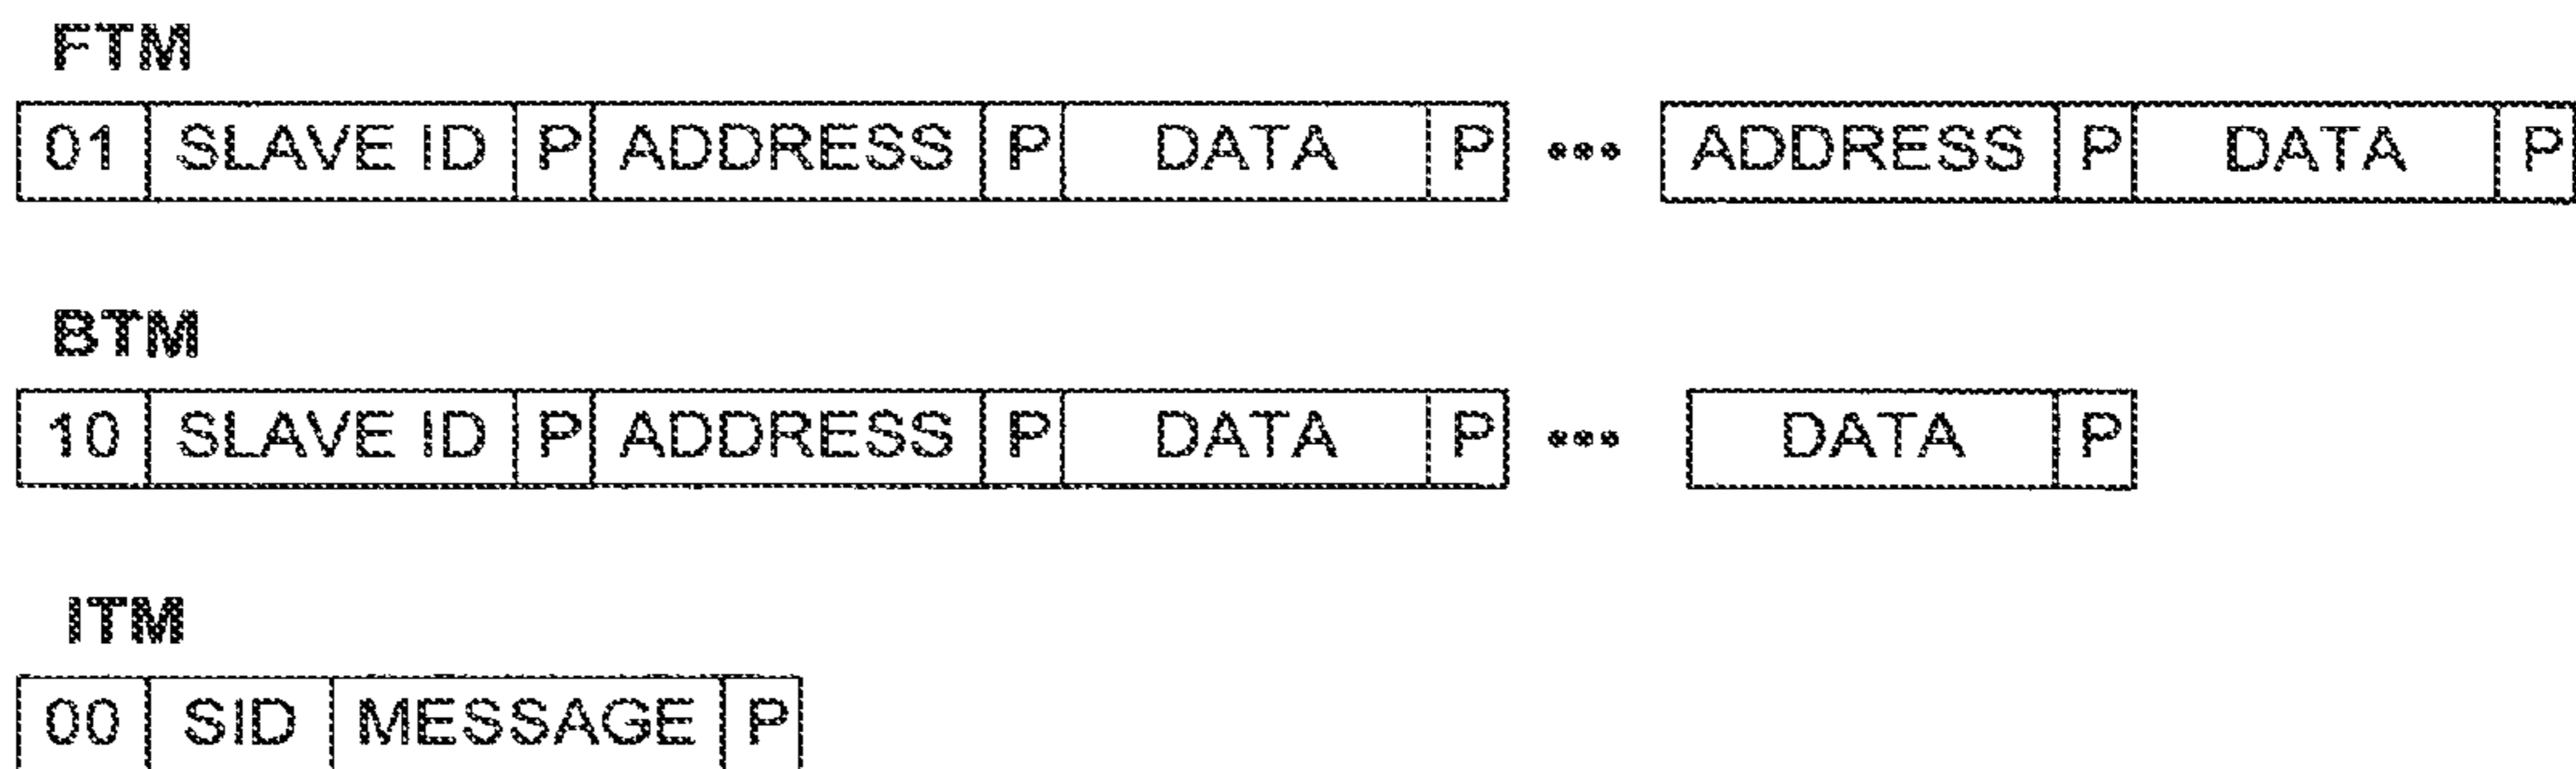 FTM
01 SLAVE ID P ADDRESS P DATA P ••• ADDRESS P DATA P
BTM
10 SLAVE ID P ADDRESS P DATA P ••• DATA P
ITM
00 SID MESSAGE P